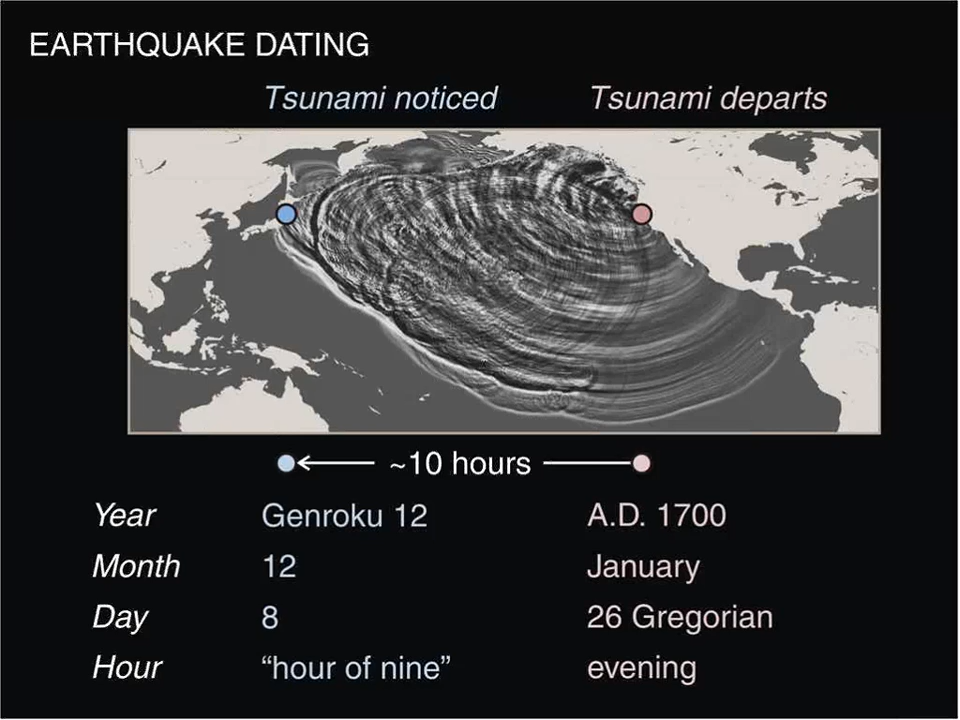 EARTHQUAKE DATING
Tsunami noticed Tsunami departs
~10 hours
Year Genroku 12 A.D. 1700
Month 12 January
Day 8 26 Gregorian
Hour “hour of nine” evening